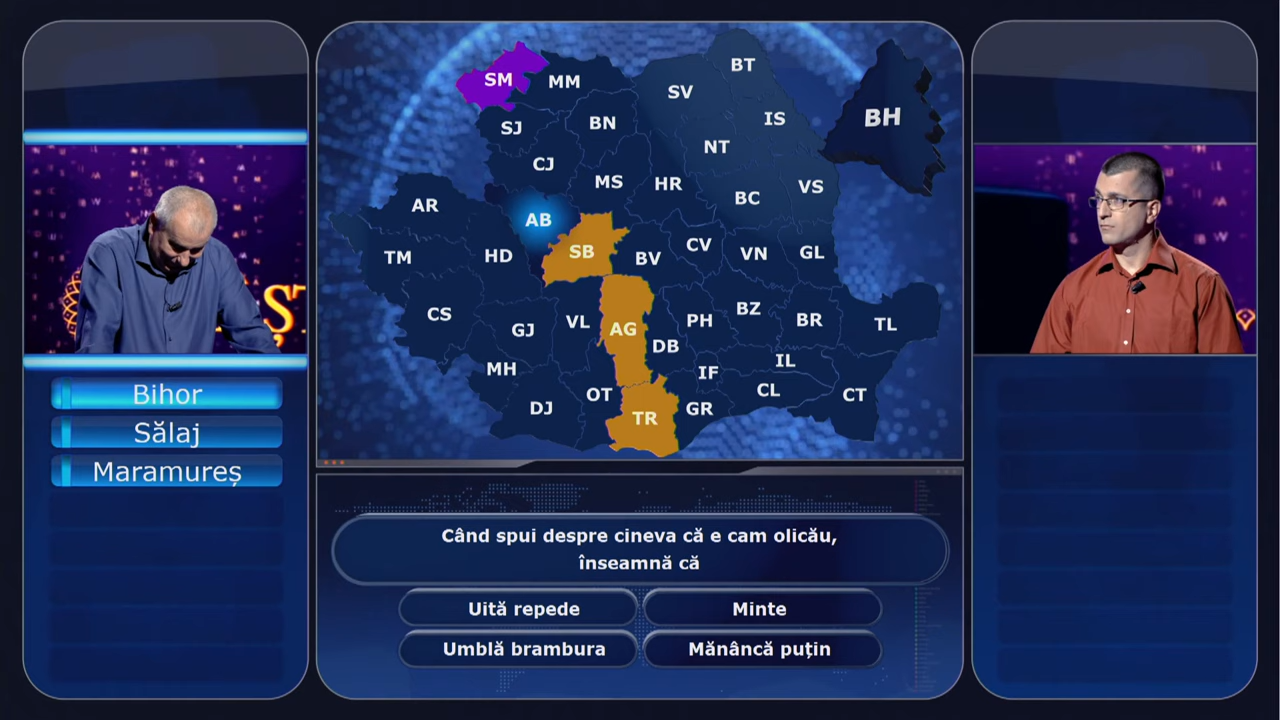 Bihor
Sălaj
Maramureș
SM
MM
SV
BT
BH
SJ
BN
IS
CJ
NT
MS
HR
BC
VS
AR
AB
TM
HD
SB
BV
CV
VN
GL
CS
GJ
VL
AG
DB
PH
BZ
BR
TL
MH
IF
IL
OT
DJ
TR
GR
CL
CT
Când spui despre cineva că e cam olicău,
înseamnă că
Uită repede
Minte
Umblă brambura
Mănâncă puțin